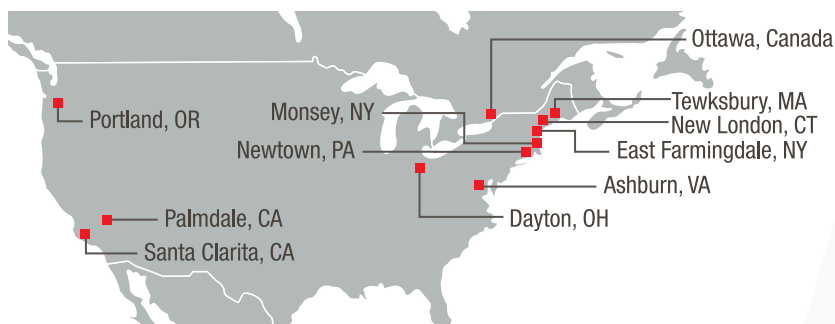 Ottawa, Canada
Tewksbury, MA
Monsey, NY
Portland, OR
New London, CT
Newtown, PA
East Farmingdale, NY
Ashburn, VA
Palmdale, CA
Dayton, OH
Santa Clarita, CA